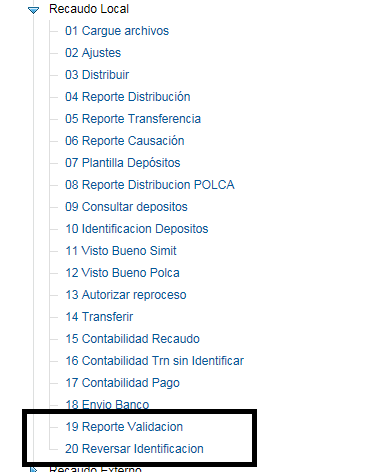 Recaudo Local
01 Cargue archivos
02 Ajustes
03 Distribuir
04 Reporte Distribución
05 Reporte Transferencia
06 Reporte Causación
07 Plantilla Depósitos
08 Reporte Distribucion POLCA
09 Consultar depositos
10 Identificacion Depositos
11 Visto Bueno Simit
12 Visto Bueno Polca
13 Autorizar reproceso
14 Transferir
15 Contabilidad Recaudo
16 Contabilidad Trn sin Identificar
17 Contabilidad Pago
18 Envio Banco
19 Reporte Validacion
20 Reversar Identificacion
Recaudo Externo